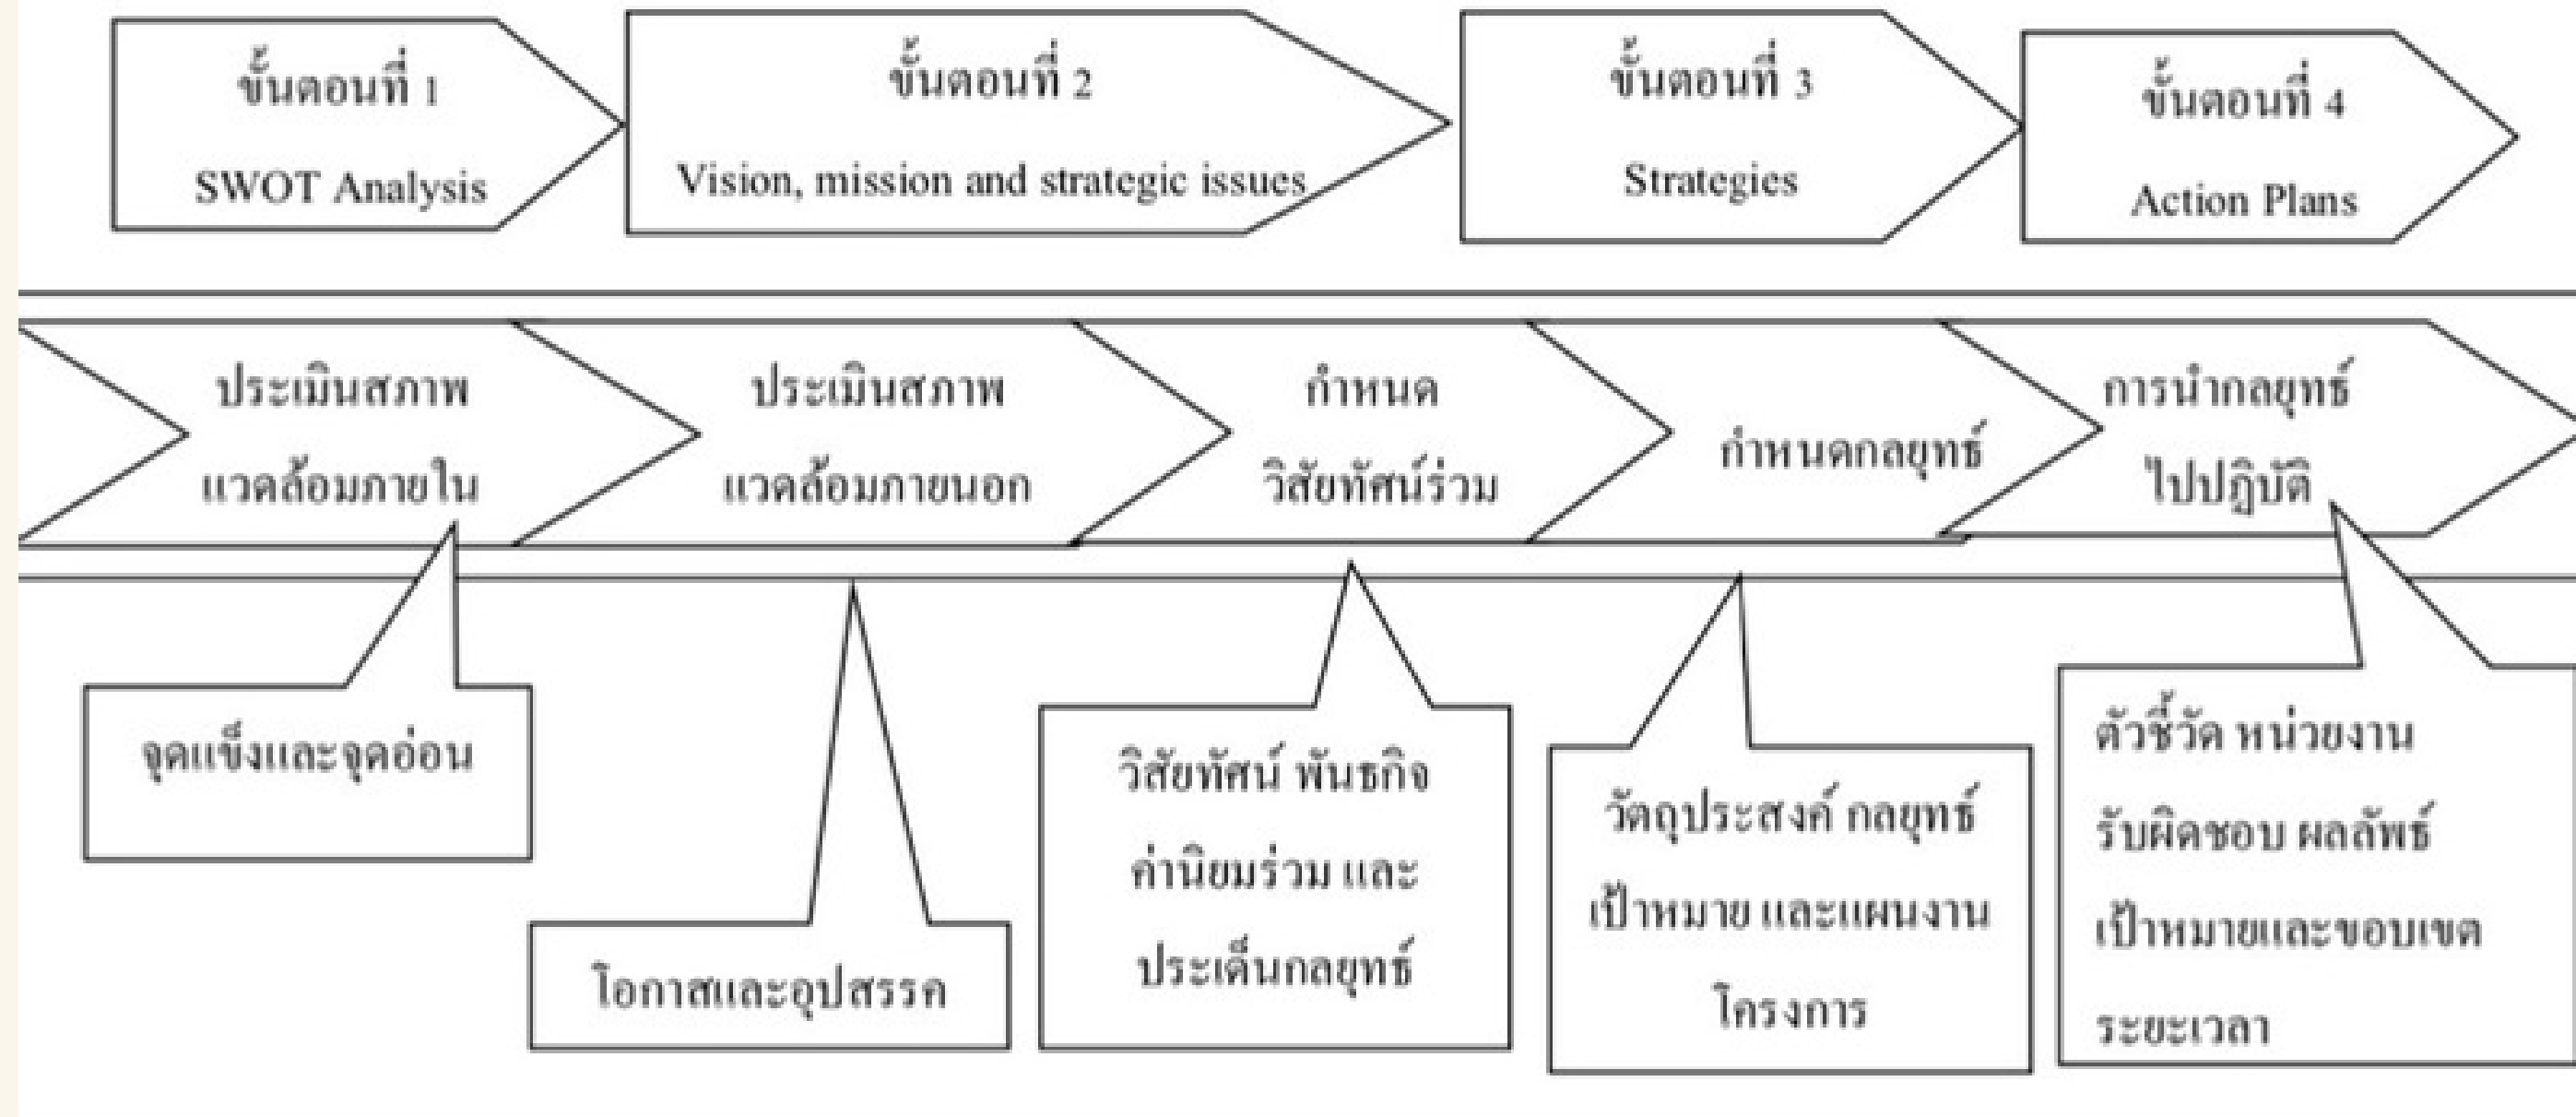 ขั้นตอนที่ 1
SWOT Analysis
ขั้นตอนที่ 2
Vision, mission and strategic issues
ขั้นตอนที่ 3
Strategies
ขั้นตอนที่ 4
Action Plans
ประเมินสภาพ
แวดล้อมภายใน
ประเมินสภาพ
แวดล้อมภายนอก
กำหนด
วิสัยทัศน์ร่วม
กำหนดกลยุทธ์
การนำกลยุทธ์
ไปปฏิบัติ
จุดแข็งและจุดอ่อน
โอกาสและอุปสรรค
วิสัยทัศน์ พันธกิจ
ค่านิยมร่วม และ
ประเด็นกลยุทธ์
วัตถุประสงค์ กลยุทธ์
เป้าหมาย และแผนงาน
โครงการ
ตัวชี้วัด หน่วยงาน
รับผิดชอบ ผลลัพธ์
เป้าหมายและขอบเขต
ระยะเวลา